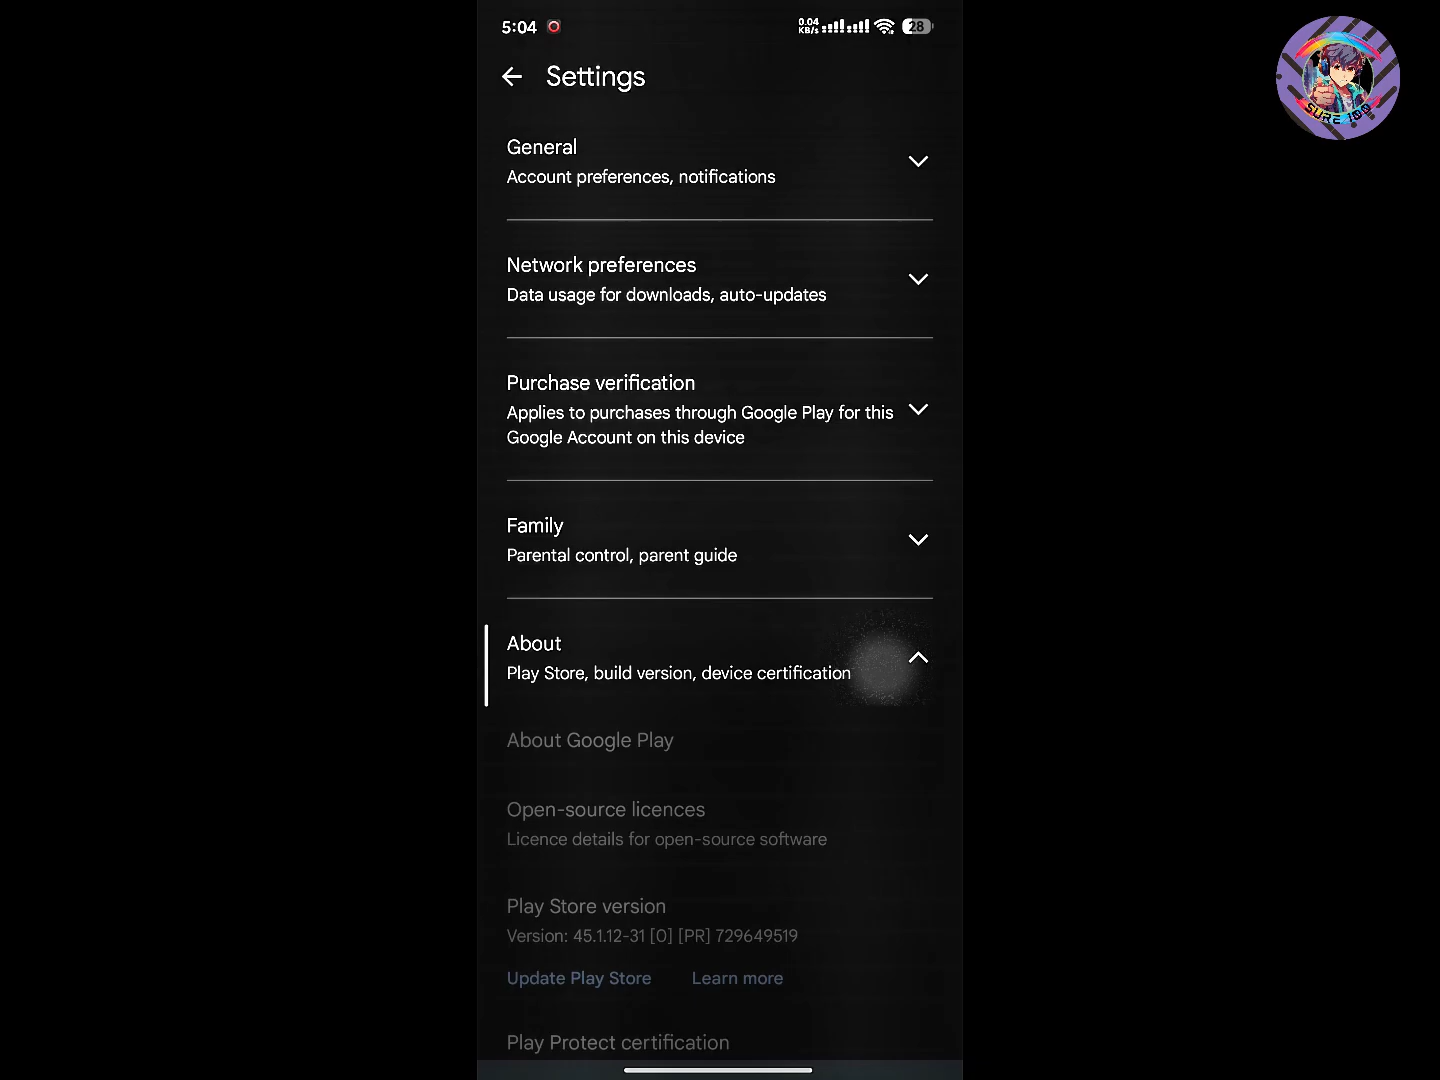 5:04
0.04
KB/s
28
SURE 100
Settings
General
Account preferences, notifications
Network preferences
Data usage for downloads, auto-updates
Purchase verification
Applies to purchases through Google Play for this
Google Account on this device
Family
Parental control, parent guide
About
Play Store, build version, device certification
About Google Play
Open-source licences
Licence details for open-source software
Play Store version
Version: 45.1.12-31 [0] [PR] 729649519
Update Play Store Learn more
Play Protect certification